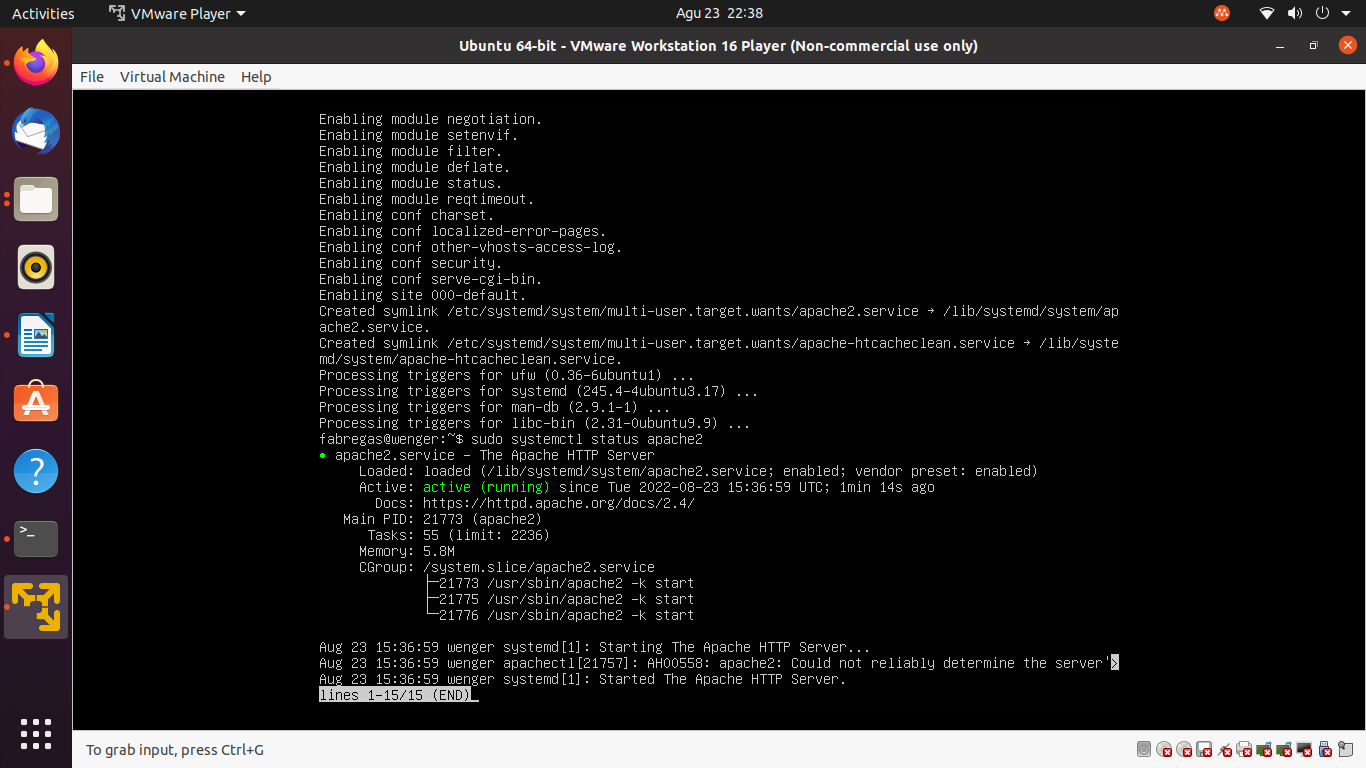 Activities VMware Player Agu 23 22:38
Ubuntu 64-bit - VMware Workstation 16 Player (Non-commercial use only)
File Virtual Machine Help
Enabling module negotiation.
Enabling module setenvif.
Enabling module filter.
Enabling module deflate.
Enabling module status.
Enabling module reqtimeout.
Enabling conf charset.
Enabling conf localized-error-pages.
Enabling conf other-vhosts-access-log.
Enabling conf security.
Enabling conf serve-cgi-bin.
Enabling site 000-default.
Created symlink /etc/systemd/system/multi-user.target.wants/apache2.service → /lib/systemd/system/ap
ache2.service.
Created symlink /etc/systemd/system/multi-user.target.wants/apache-htcacheclean.service → /lib/syste
md/system/apache-htcacheclean.service.
Processing triggers for ufw (0.36-6ubuntu1) ...
Processing triggers for systemd (245.4-4ubuntu3.17) ...
Processing triggers for man-db (2.9.1-1) ...
Processing triggers for libc-bin (2.31-0ubuntu9.9) ...
fabregas@wenger:~$ sudo systemctl status apache2
● apache2.service - The Apache HTTP Server
Loaded: loaded (/lib/systemd/system/apache2.service; enabled; vendor preset: enabled)
Active: active (running) since Tue 2022-08-23 15:36:59 UTC; 1min 14s ago
Docs: https://httpd.apache.org/docs/2.4/
Main PID: 21773 (apache2)
Tasks: 55 (limit: 2236)
Memory: 5.8M
CGroup: /system.slice/apache2.service
├─21773 /usr/sbin/apache2 -k start
├─21775 /usr/sbin/apache2 -k start
└─21776 /usr/sbin/apache2 -k start
Aug 23 15:36:59 wenger systemd[1]: Starting The Apache HTTP Server...
Aug 23 15:36:59 wenger apachectl[21757]: AH00558: apache2: Could not reliably determine the server'>
Aug 23 15:36:59 wenger systemd[1]: Started The Apache HTTP Server.
lines 1-15/15 (END)
To grab input, press Ctrl+G